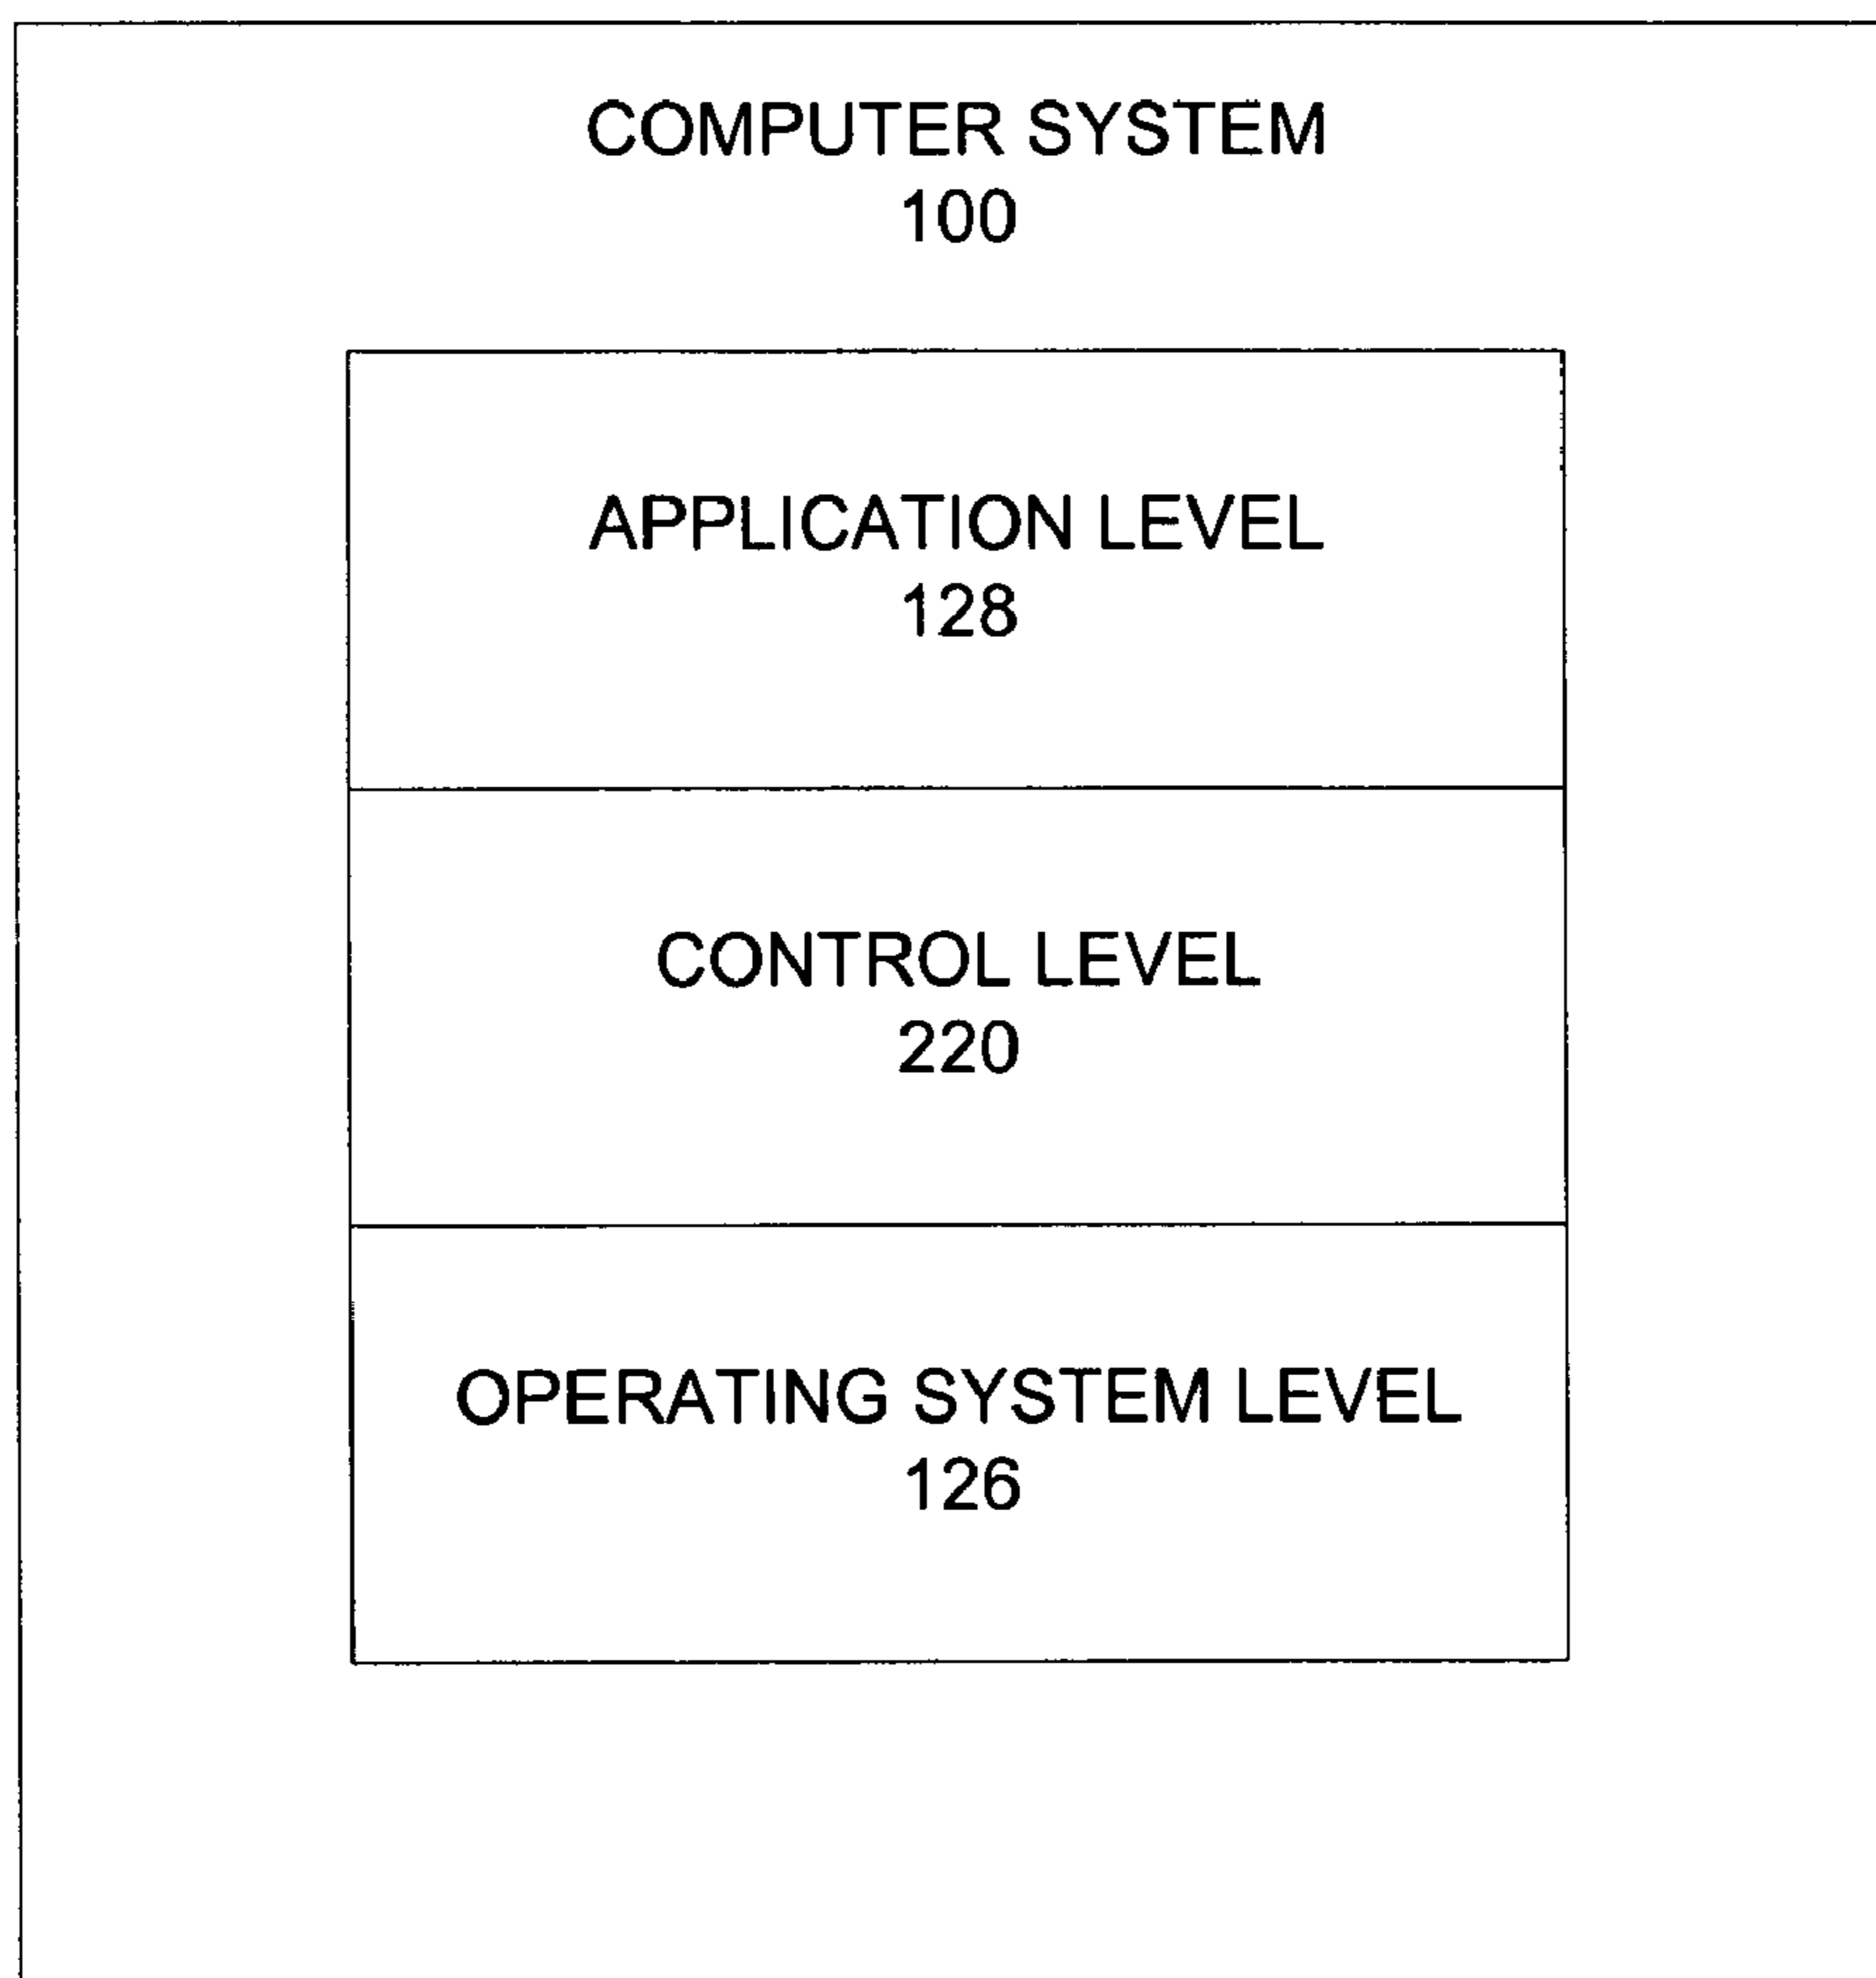 COMPUTER SYSTEM
100
APPLICATION LEVEL
128
CONTROL LEVEL
220
OPERATING SYSTEM LEVEL
126